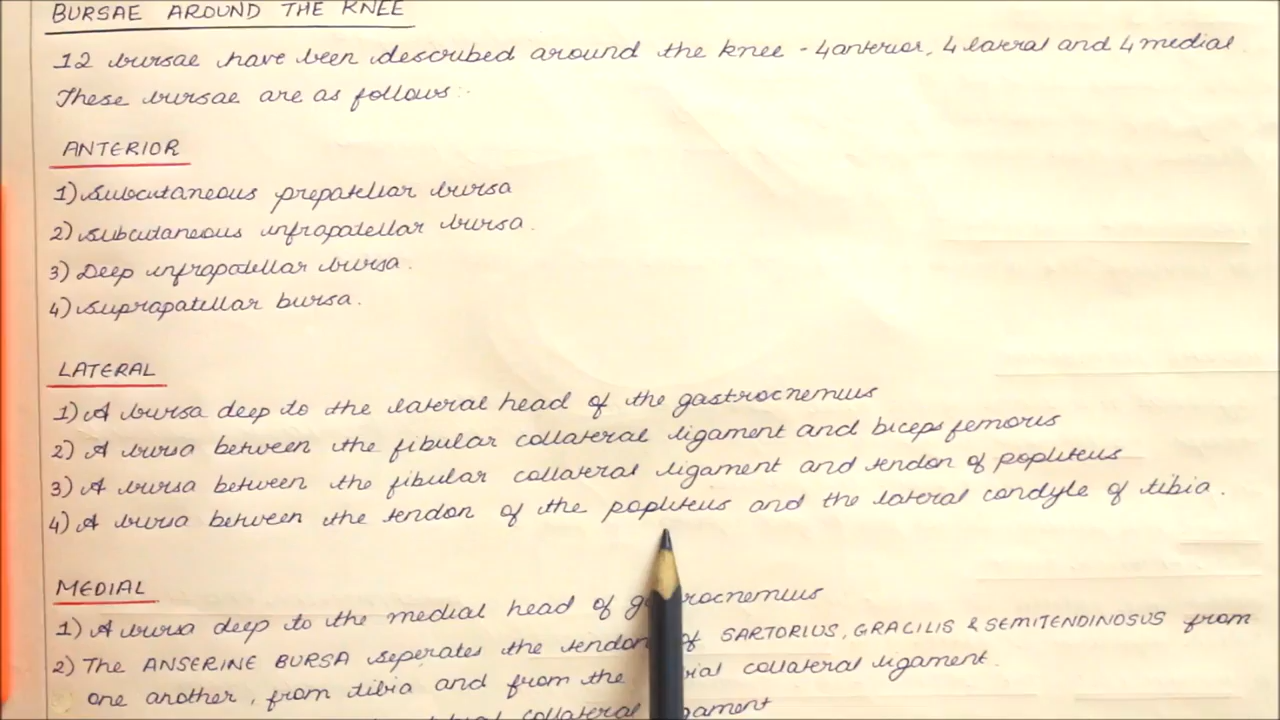 BURSAE AROUND THE KNEE
12 bursae have been described around the knee - 4 anterior, 4 lateral and 4 medial
These bursae are as follows:-
ANTERIOR
1) Subcutaneous prepatellar bursa
2) Subcutaneous infrapatellar bursa.
3) Deep infrapatellar bursa.
4) Suprapatellar bursa.
LATERAL
1) A bursa deep to the lateral head of the gastrocnemius
2) A bursa between the fibular collateral ligament and biceps femoris
3) A bursa between the fibular collateral ligament and tendon of popliteus
4) A bursa between the tendon of the popliteus and the lateral condyle of tibia.
MEDIAL
1) A bursa deep to the medial head of gastrocnemius
2) The ANSERINE BURSA seperates the tendon of SARTORIUS, GRACILIS & SEMITENDINOSUS from
one another, from tibia and from the collateral ligament.
collateral ligament